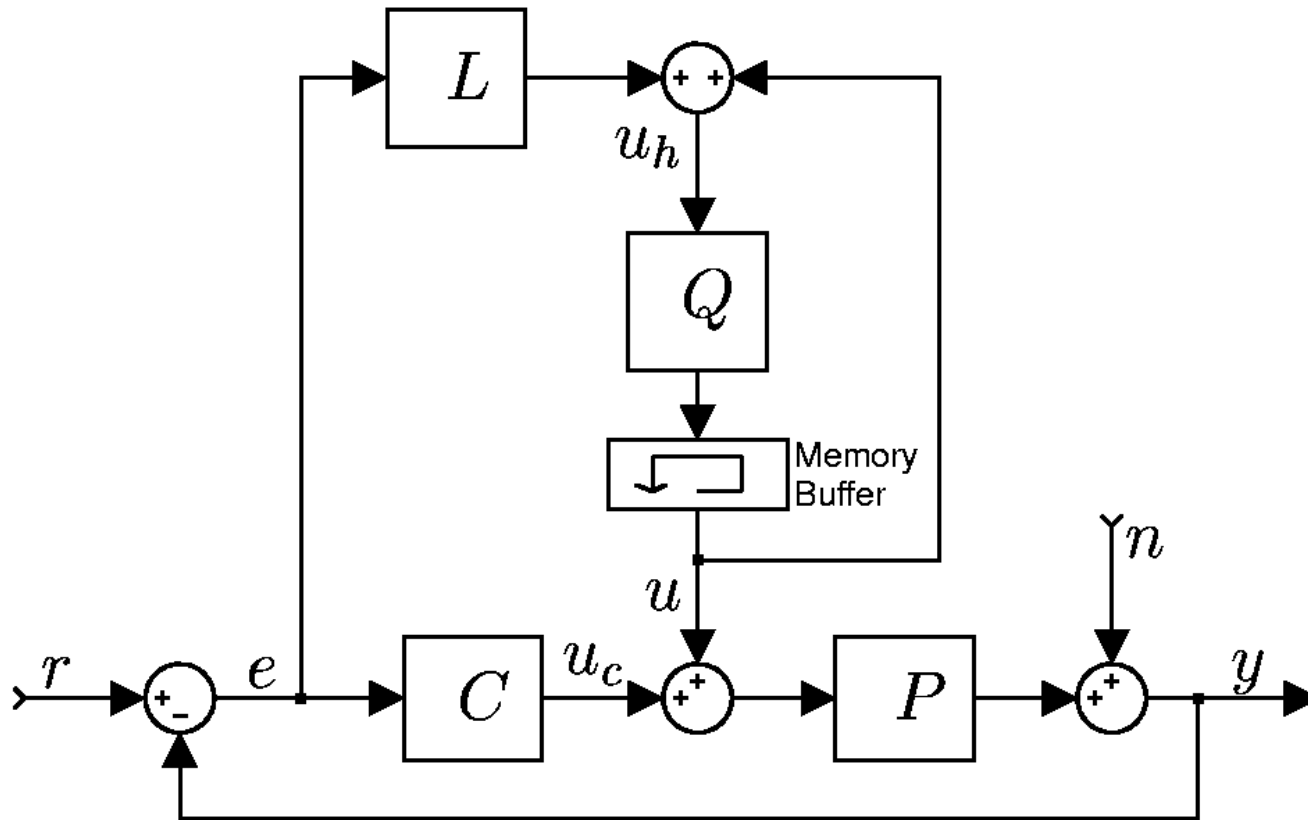 L
+ +
u_h
Q
Memory
Buffer
n
u
r
e
u_c
y
+
-
C
+
+
P
+
+